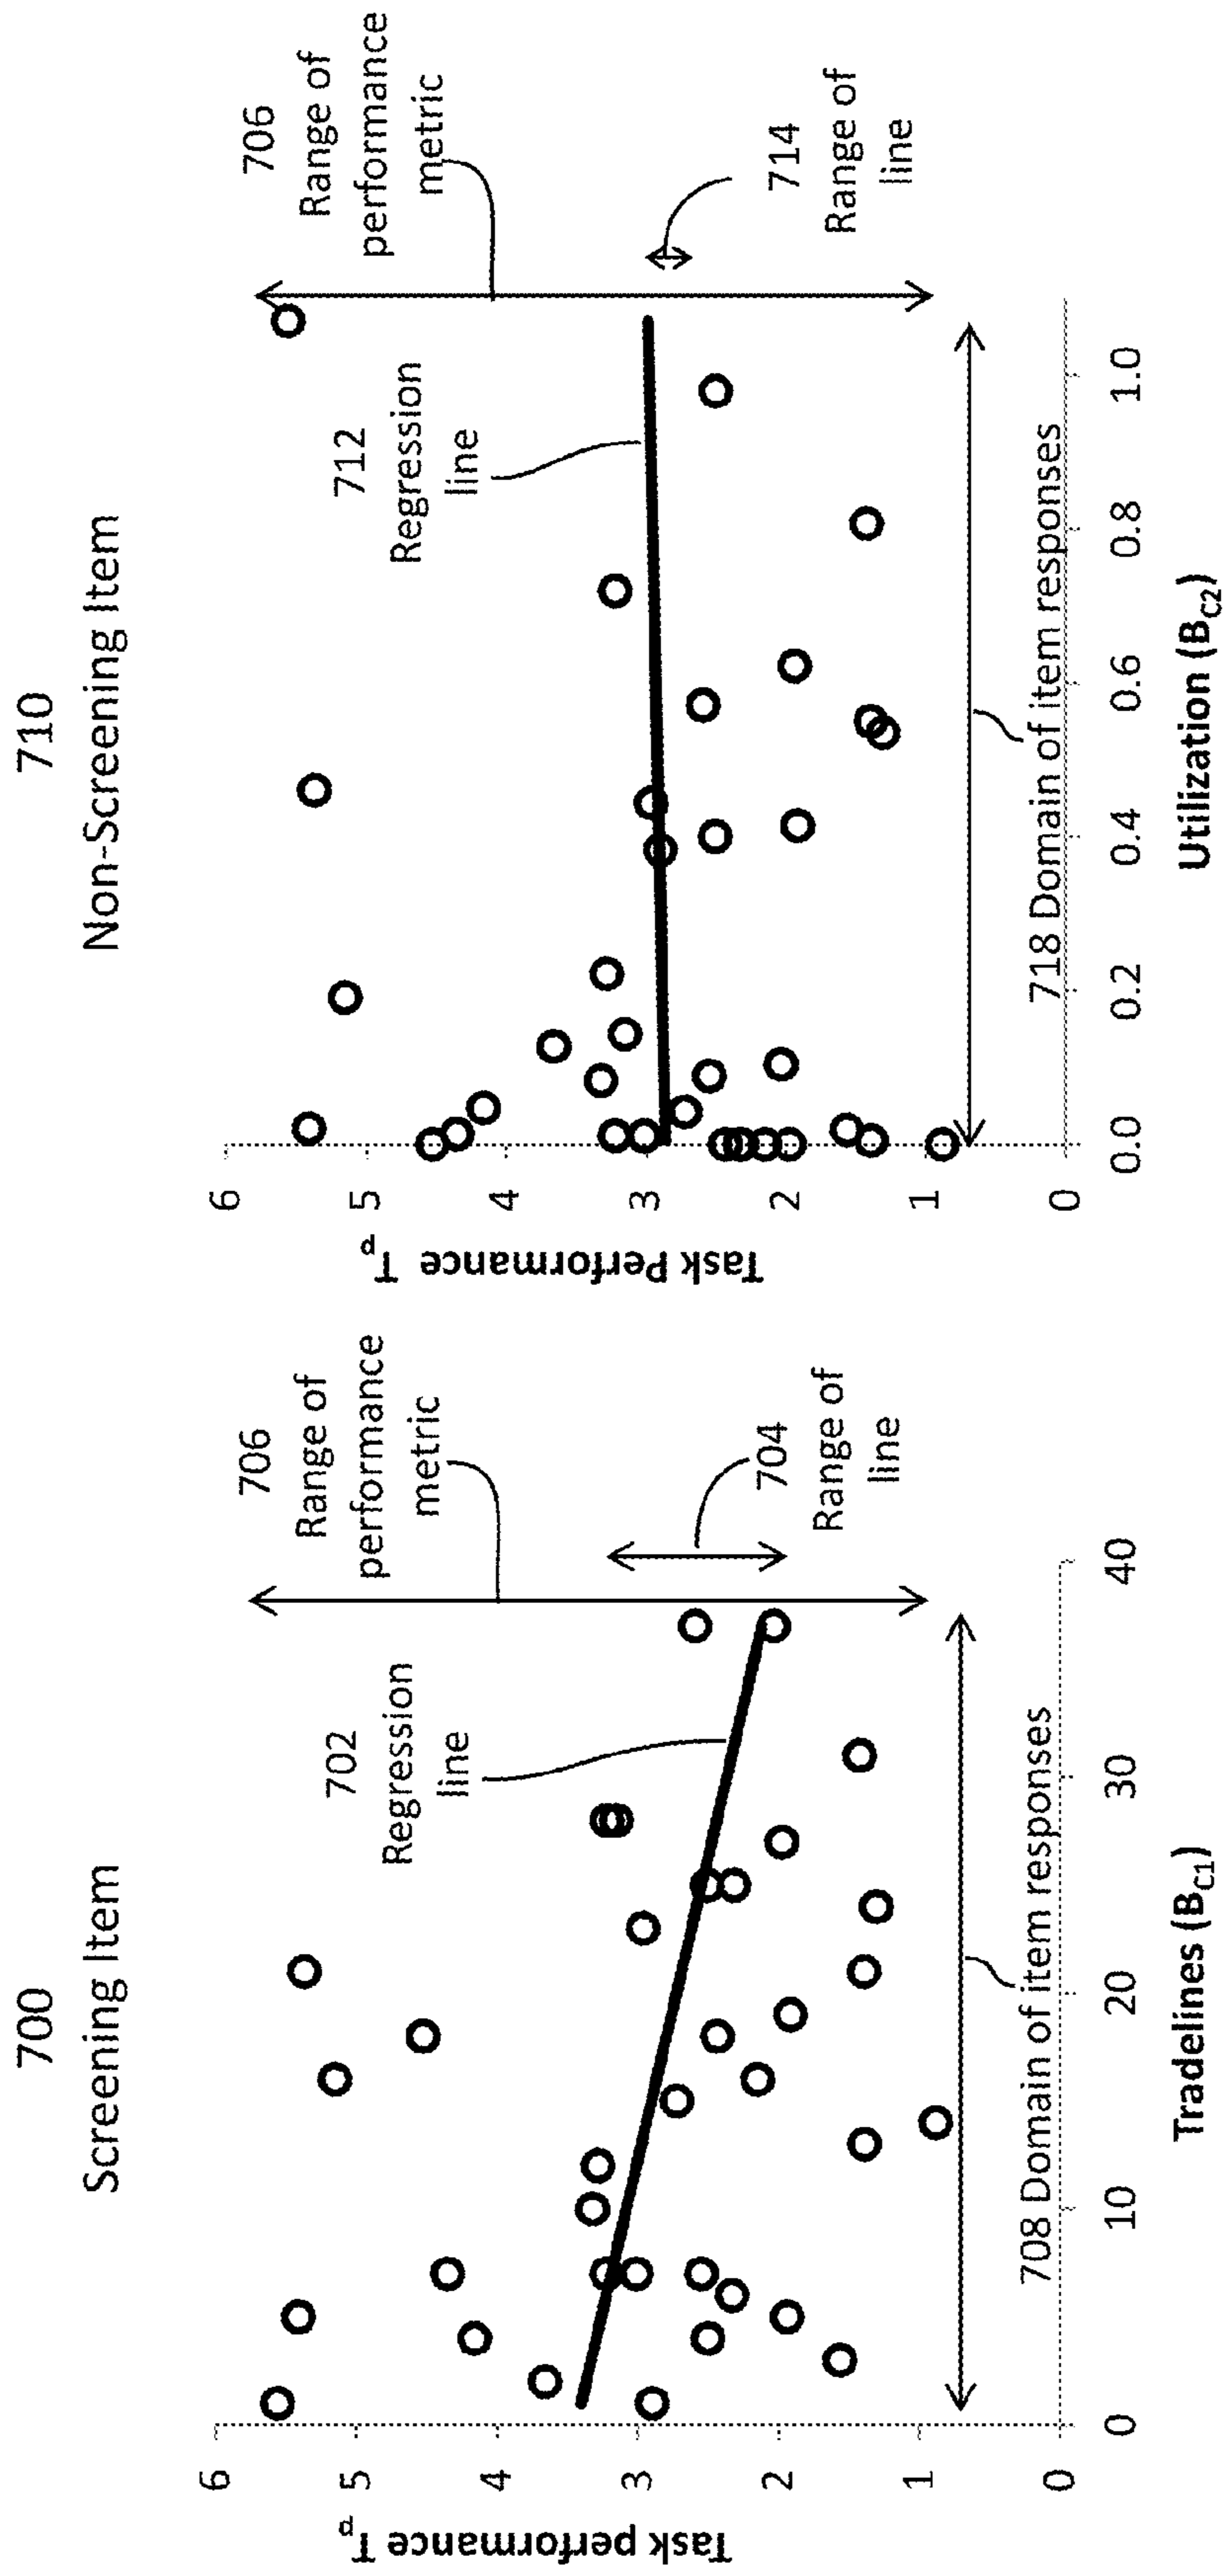 700
Screening Item
Task performance Tp
6
5
4
3
2
1
0
0
10
20
30
40
Tradelines (BC1)
702
Regression
line
706
Range of
performance
metric
704
Range of
line
708 Domain of item responses
710
Non-Screening Item
Task Performance Tp
6
5
4
3
2
1
0
0.0
0.2
0.4
0.6
0.8
1.0
Utilization (BC2)
712
Regression
line
706
Range of
performance
metric
714
Range of
line
718 Domain of item responses